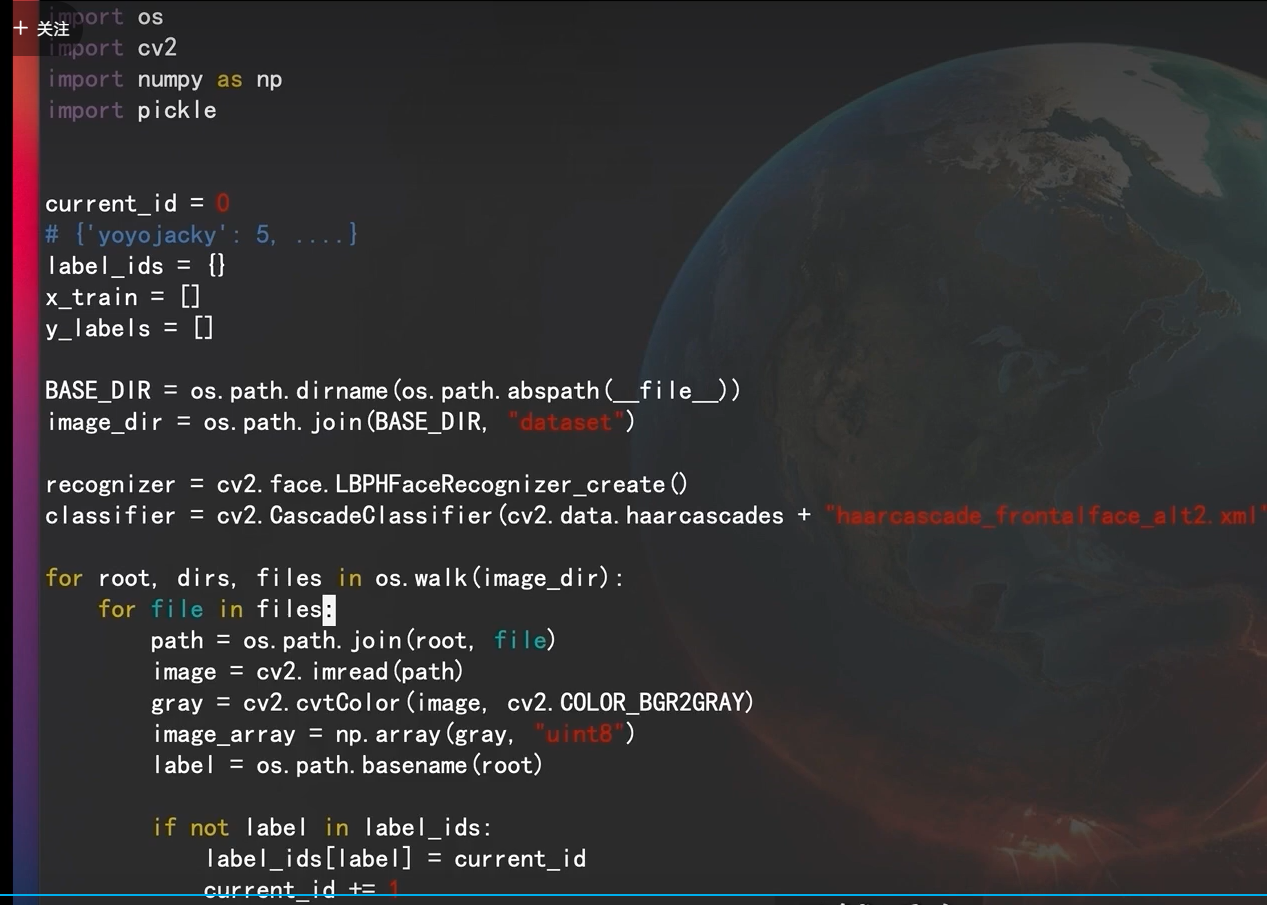 + 关注
import os
import cv2
import numpy as np
import pickle
current_id = 0
# {'yoyojacky': 5, ....}
label_ids = {}
x_train = []
y_labels = []
BASE_DIR = os.path.dirname(os.path.abspath(__file__))
image_dir = os.path.join(BASE_DIR, "dataset")
recognizer = cv2.face.LBPHFaceRecognizer_create()
classifier = cv2.CascadeClassifier(cv2.data.haarcascades + "haarcascade_frontalface_alt2.xml"
for root, dirs, files in os.walk(image_dir):
    for file in files:
        path = os.path.join(root, file)
        image = cv2.imread(path)
        gray = cv2.cvtColor(image, cv2.COLOR_BGR2GRAY)
        image_array = np.array(gray, "uint8")
        label = os.path.basename(root)
        if not label in label_ids:
            label_ids[label] = current_id
            current_id += 1